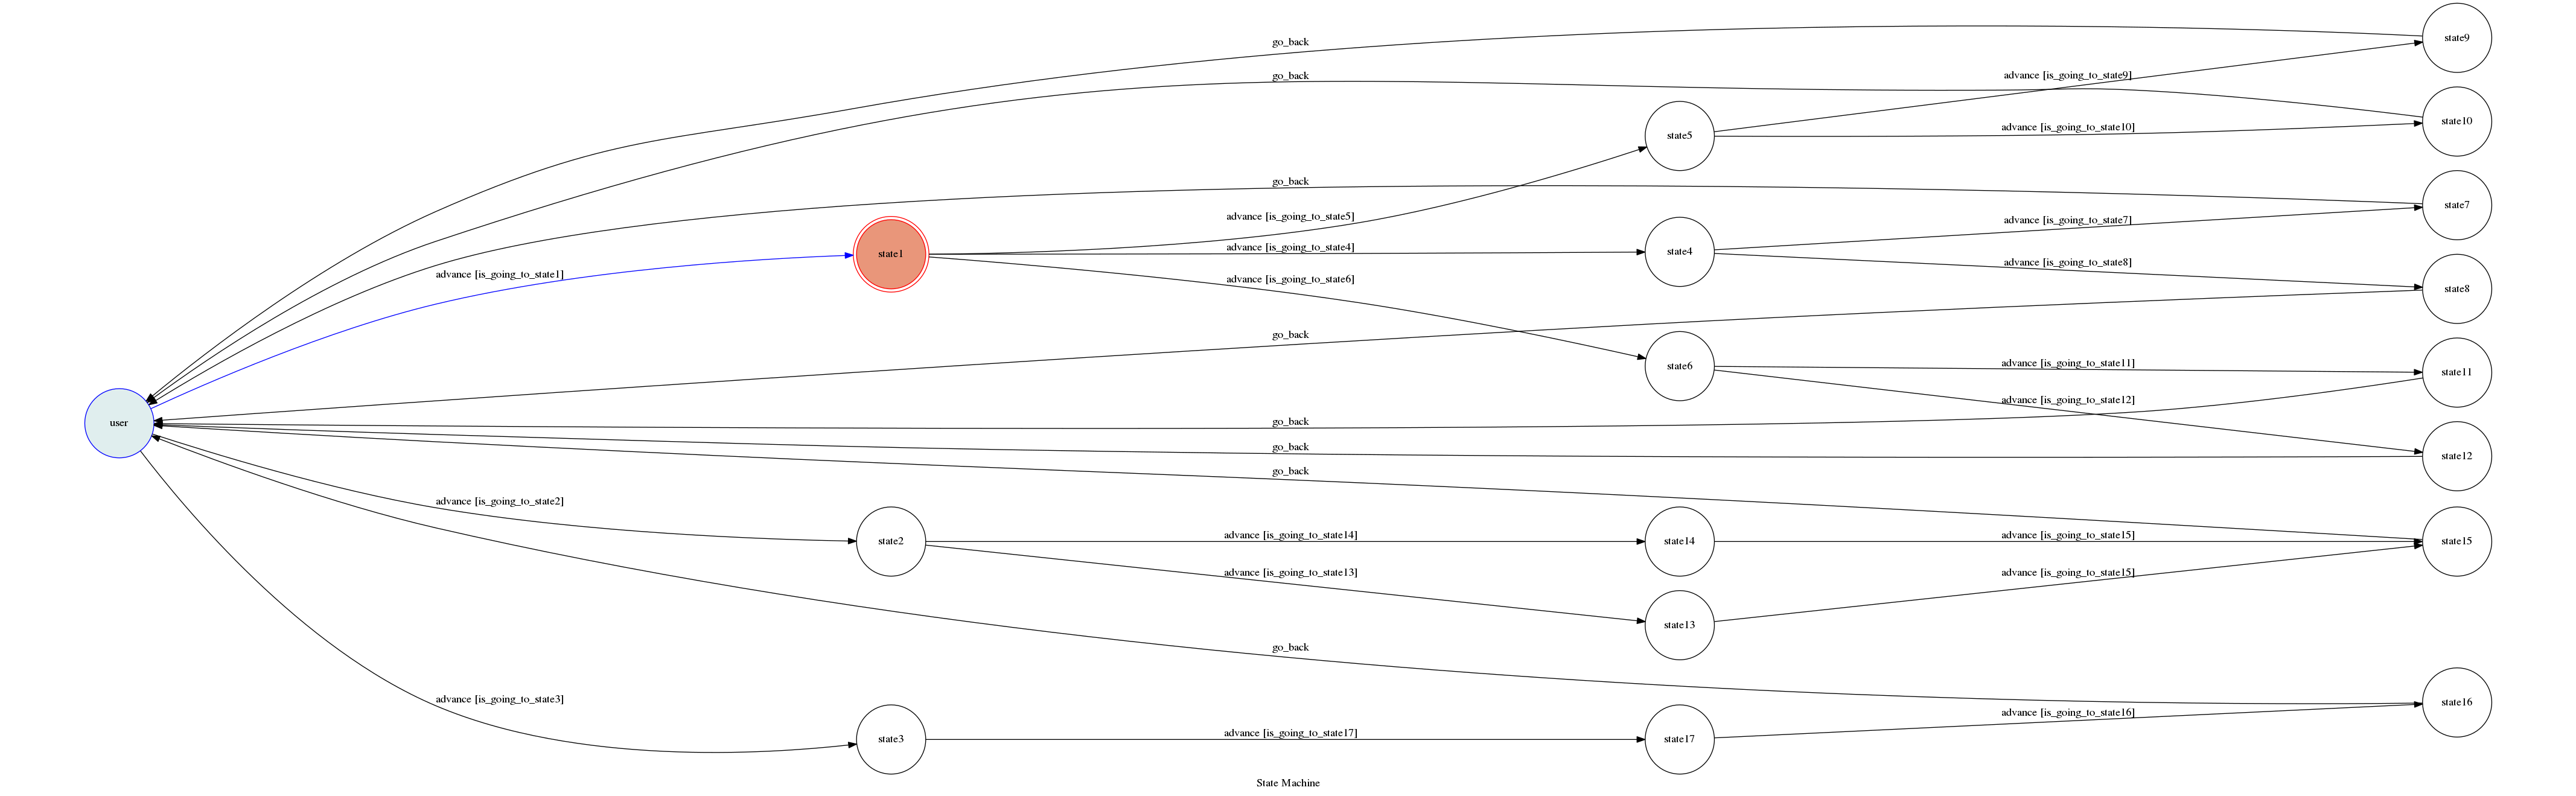 state9
go_back
advance [is_going_to_state9]
go_back
state10
advance [is_going_to_state10]
state5
go_back
state7
advance [is_going_to_state5]
advance [is_going_to_state7]
advance [is_going_to_state4]
state4
state1
advance [is_going_to_state8]
advance [is_going_to_state1]
advance [is_going_to_state6]
state8
go_back
advance [is_going_to_state11]
state6
state11
advance [is_going_to_state12]
user
go_back
go_back
state12
go_back
advance [is_going_to_state2]
state2
advance [is_going_to_state14]
state14
advance [is_going_to_state15]
state15
advance [is_going_to_state13]
advance [is_going_to_state15]
state13
go_back
advance [is_going_to_state3]
state16
advance [is_going_to_state16]
state3
advance [is_going_to_state17]
state17
State Machine